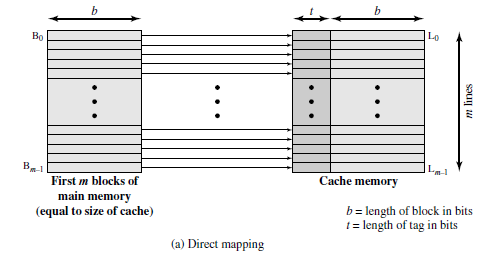 b
t
b
B0
L0
m lines
Bm–1
Lm–1
First m blocks of
main memory
(equal to size of cache)
Cache memory
b = length of block in bits
t = length of tag in bits
(a) Direct mapping